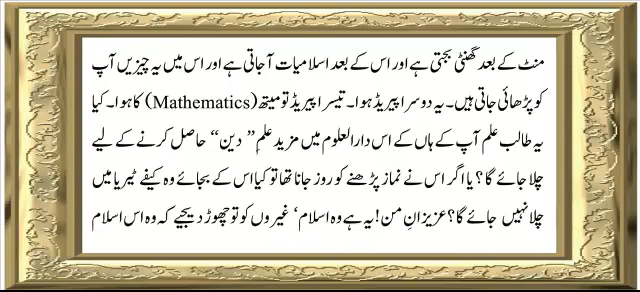 منٹ کے بعد گھنٹی بجتی ہے اور اس کے بعد اسلامیات آ جاتی ہے اور اس میں یہ چیزیں آپ
کو پڑھائی جاتی ہیں۔ یہ دوسرا پیریڈ ہوا۔ تیسرا پیریڈ تو میتھ (Mathematics) کا ہوا۔ کیا
یہ طالب علم آپ کے ہاں کے اس دارالعلوم میں مزید علمِ ”دین“ حاصل کرنے کے لیے
چلا جائے گا؟ یا اگر اس نے نماز پڑھنے کو روز جانا تھا تو کیا اس کے بجائے وہ کیفے ٹیریا میں
چلا نہیں جائے گا؟ عزیزانِ من! یہ ہے وہ اسلام‘ غیروں کو تو چھوڑ دیجیے کہ وہ اس اسلام